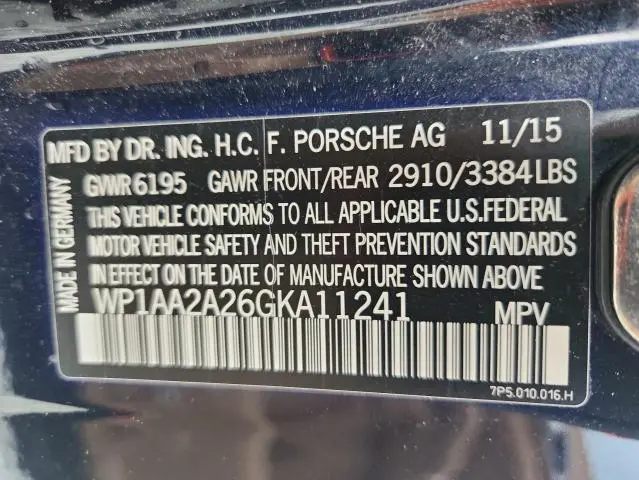 MFD BY DR. ING. H.C. F. PORSCHE AG 11/15
GWR 6195 GAWR FRONT/REAR 2910/3384 LBS
THIS VEHICLE CONFORMS TO ALL APPLICABLE U.S. FEDERAL
MOTOR VEHICLE SAFETY AND THEFT PREVENTION STANDARDS
IN EFFECT ON THE DATE OF MANUFACTURE SHOWN ABOVE
WP1AA2A26GKA11241 MPV
7P5.010.016.H
MADE IN GERMANY